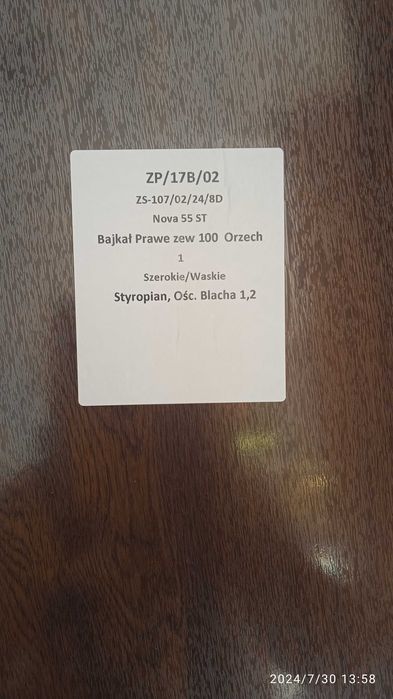 ZP/17B/02
ZS-107/02/24/8D
Nova 55 ST
Bajkał Prawe zew 100 Orzech
1
Szerokie/Waskie
Styropian, Ośc. Blacha 1,2
2024/7/30 13:58